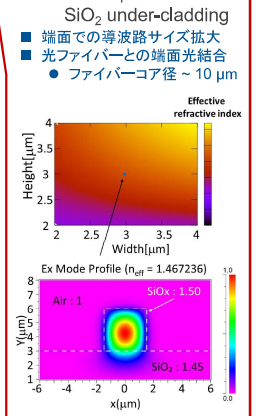 SiO₂ under-cladding
■ 端面での導波路サイズ拡大
■ 光ファイバーとの端面光結合
● ファイバーコア径 ~ 10 μm
Effective
refractive index
Height[μm]
4
3.5
3
2.5
2
2 2.5 3 3.5 4
Width[μm]
Ex Mode Profile (neff = 1.467236)
Y(μm)
8
7
6
5
4
3
2
1
Air : 1
SiOx : 1.50
SiO₂ : 1.45
-6 -4 -2 0 2 4 6
x(μm)
1.0
0.0